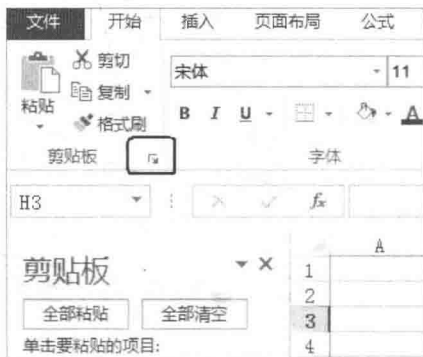 文件 开始 插入 页面布局 公式
剪切
宋体 11
复制
粘贴
B I U A
格式刷
剪贴板 字体
H3 fx
A
剪贴板
1
全部粘贴 全部清空
2
3
单击要粘贴的项目:
4